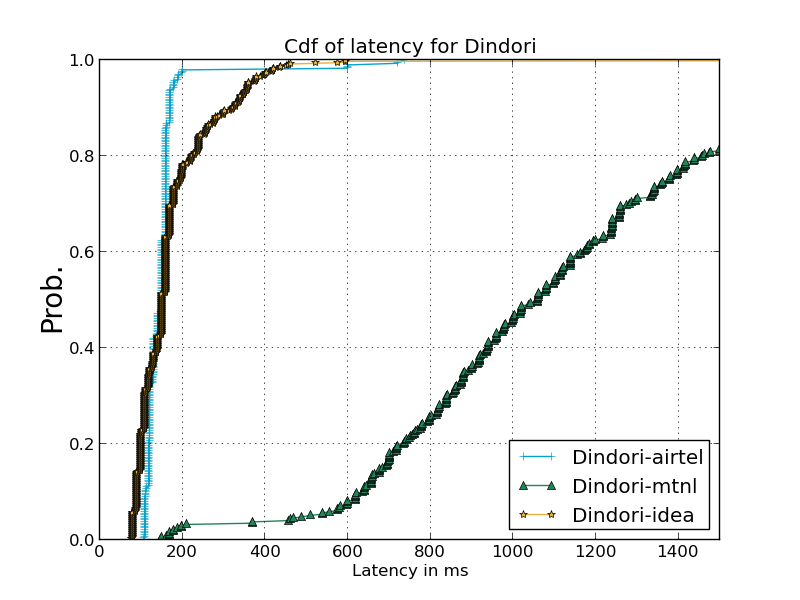 Cdf of latency for Dindori
1.0
0.8
0.6
0.4
0.2
0.0
Prob.
0 200 400 600 800 1000 1200 1400
Latency in ms
Dindori-airtel
Dindori-mtnl
Dindori-idea